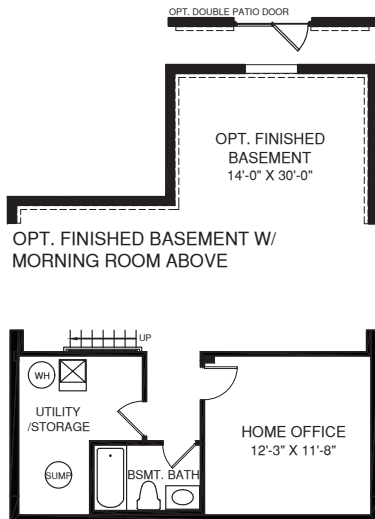 OPT. DOUBLE PATIO DOOR
OPT. FINISHED
BASEMENT
14'-0" X 30'-0"
OPT. FINISHED BASEMENT W/
MORNING ROOM ABOVE
UP
WH
UTILITY
/STORAGE
HOME OFFICE
12'-3" X 11'-8"
SUMP
BSMT. BATH